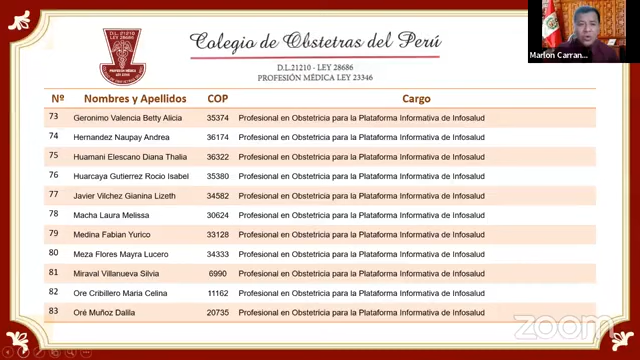 D.L. 21210
LEY 28686
Colegio de Obstetras del Perú
D.L.21210 - LEY 28686
PROFESIÓN MÉDICA LEY 23346
Marlon Carran...
Nº Nombres y Apellidos COP Cargo
73 Geronimo Valencia Betty Alicia 35374 Profesional en Obstetricia para la Plataforma Informativa de Infosalud
74 Hernandez Naupay Andrea 36174 Profesional en Obstetricia para la Plataforma Informativa de Infosalud
75 Huamani Elescano Diana Thalia 36322 Profesional en Obstetricia para la Plataforma Informativa de Infosalud
76 Huarcaya Gutierrez Rocio Isabel 35380 Profesional en Obstetricia para la Plataforma Informativa de Infosalud
77 Javier Vilchez Gianina Lizeth 34582 Profesional en Obstetricia para la Plataforma Informativa de Infosalud
78 Macha Laura Melissa 30624 Profesional en Obstetricia para la Plataforma Informativa de Infosalud
79 Medina Fabian Yurico 33128 Profesional en Obstetricia para la Plataforma Informativa de Infosalud
80 Meza Flores Mayra Lucero 34333 Profesional en Obstetricia para la Plataforma Informativa de Infosalud
81 Miraval Villanueva Silvia 6990 Profesional en Obstetricia para la Plataforma Informativa de Infosalud
82 Ore Cribillero Maria Celina 11162 Profesional en Obstetricia para la Plataforma Informativa de Infosalud
83 Oré Muñoz Dalila 20735 Profesional en Obstetricia para la Plataforma Informativa de Infosalud
zoom